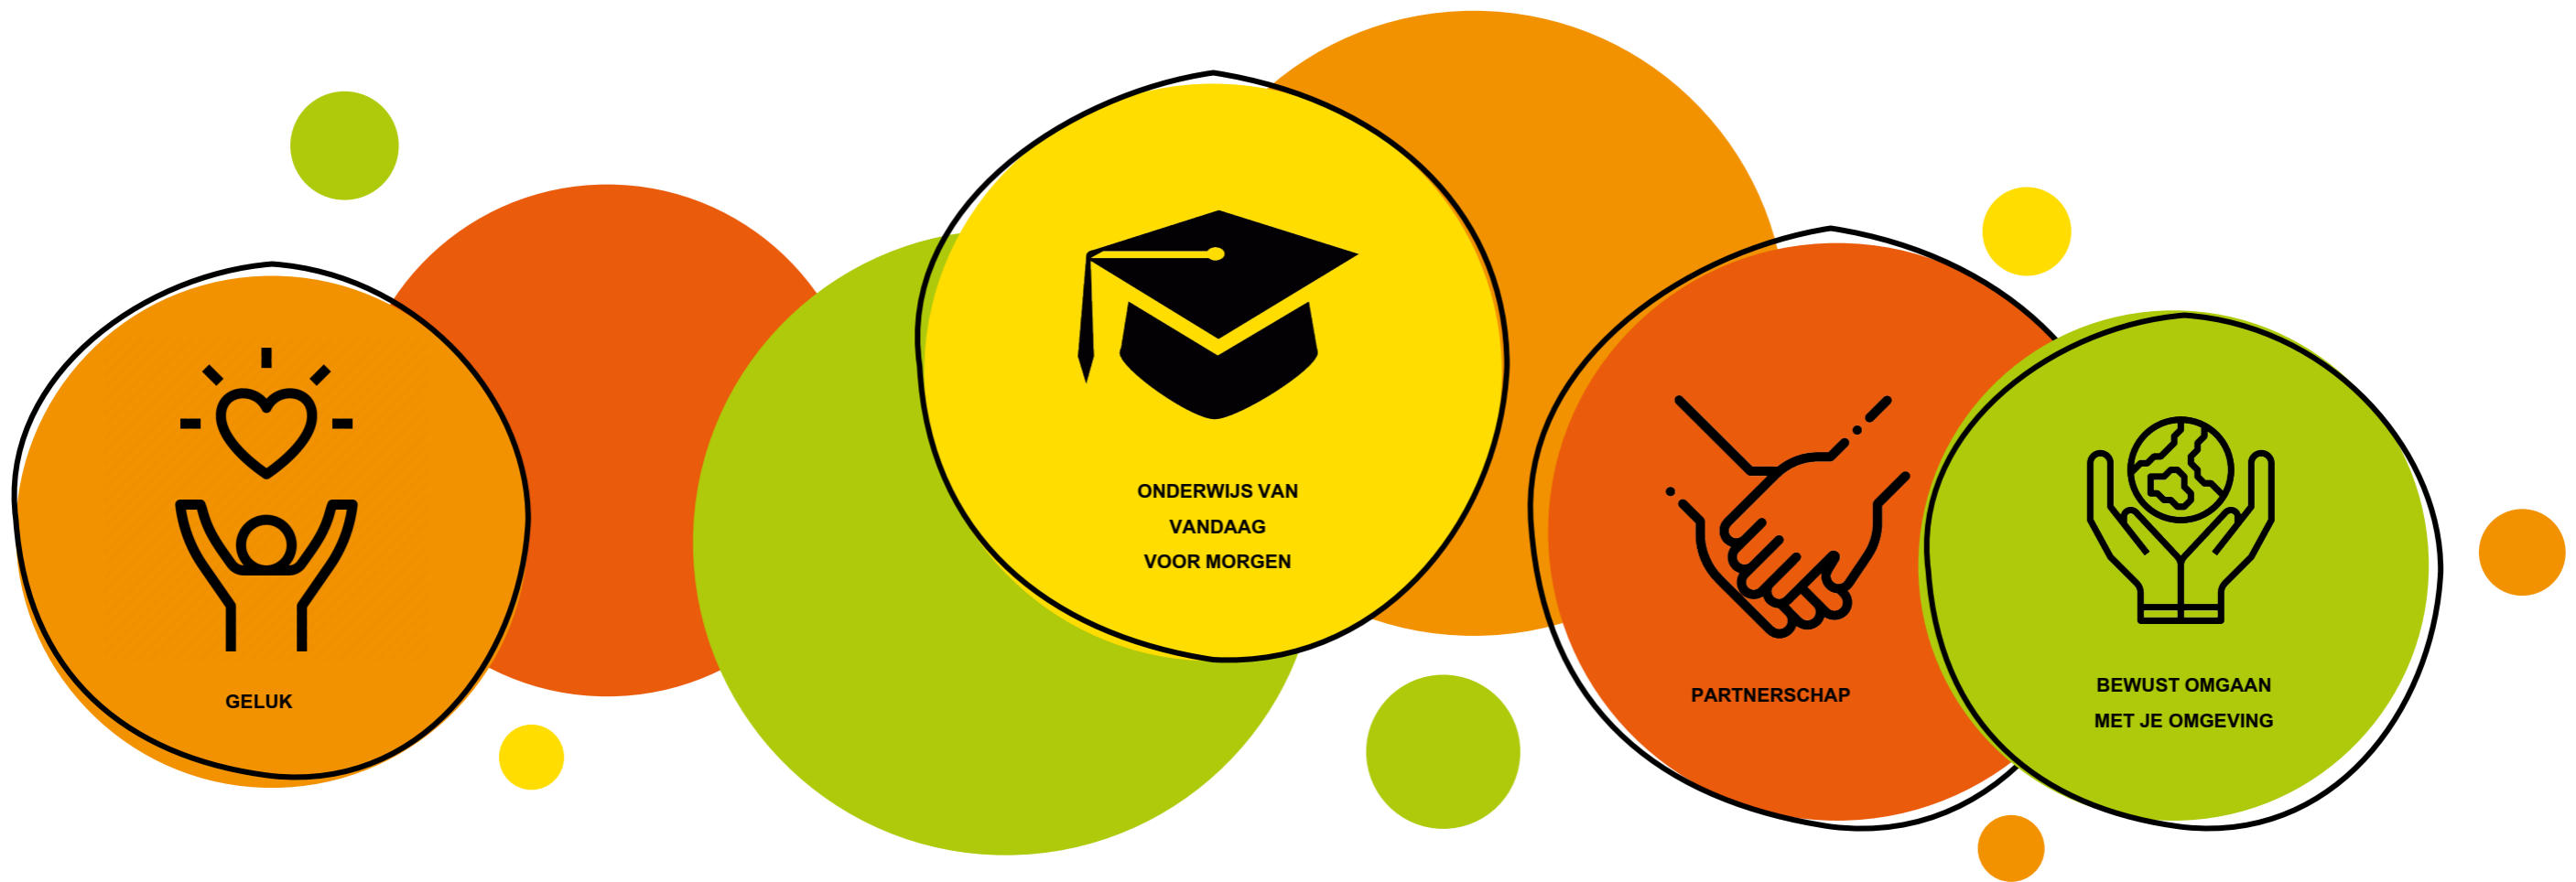 GELUK
ONDERWIJS VAN
VANDAAG
VOOR MORGEN
PARTNERSCHAP
BEWUST OMGAAN
MET JE OMGEVING